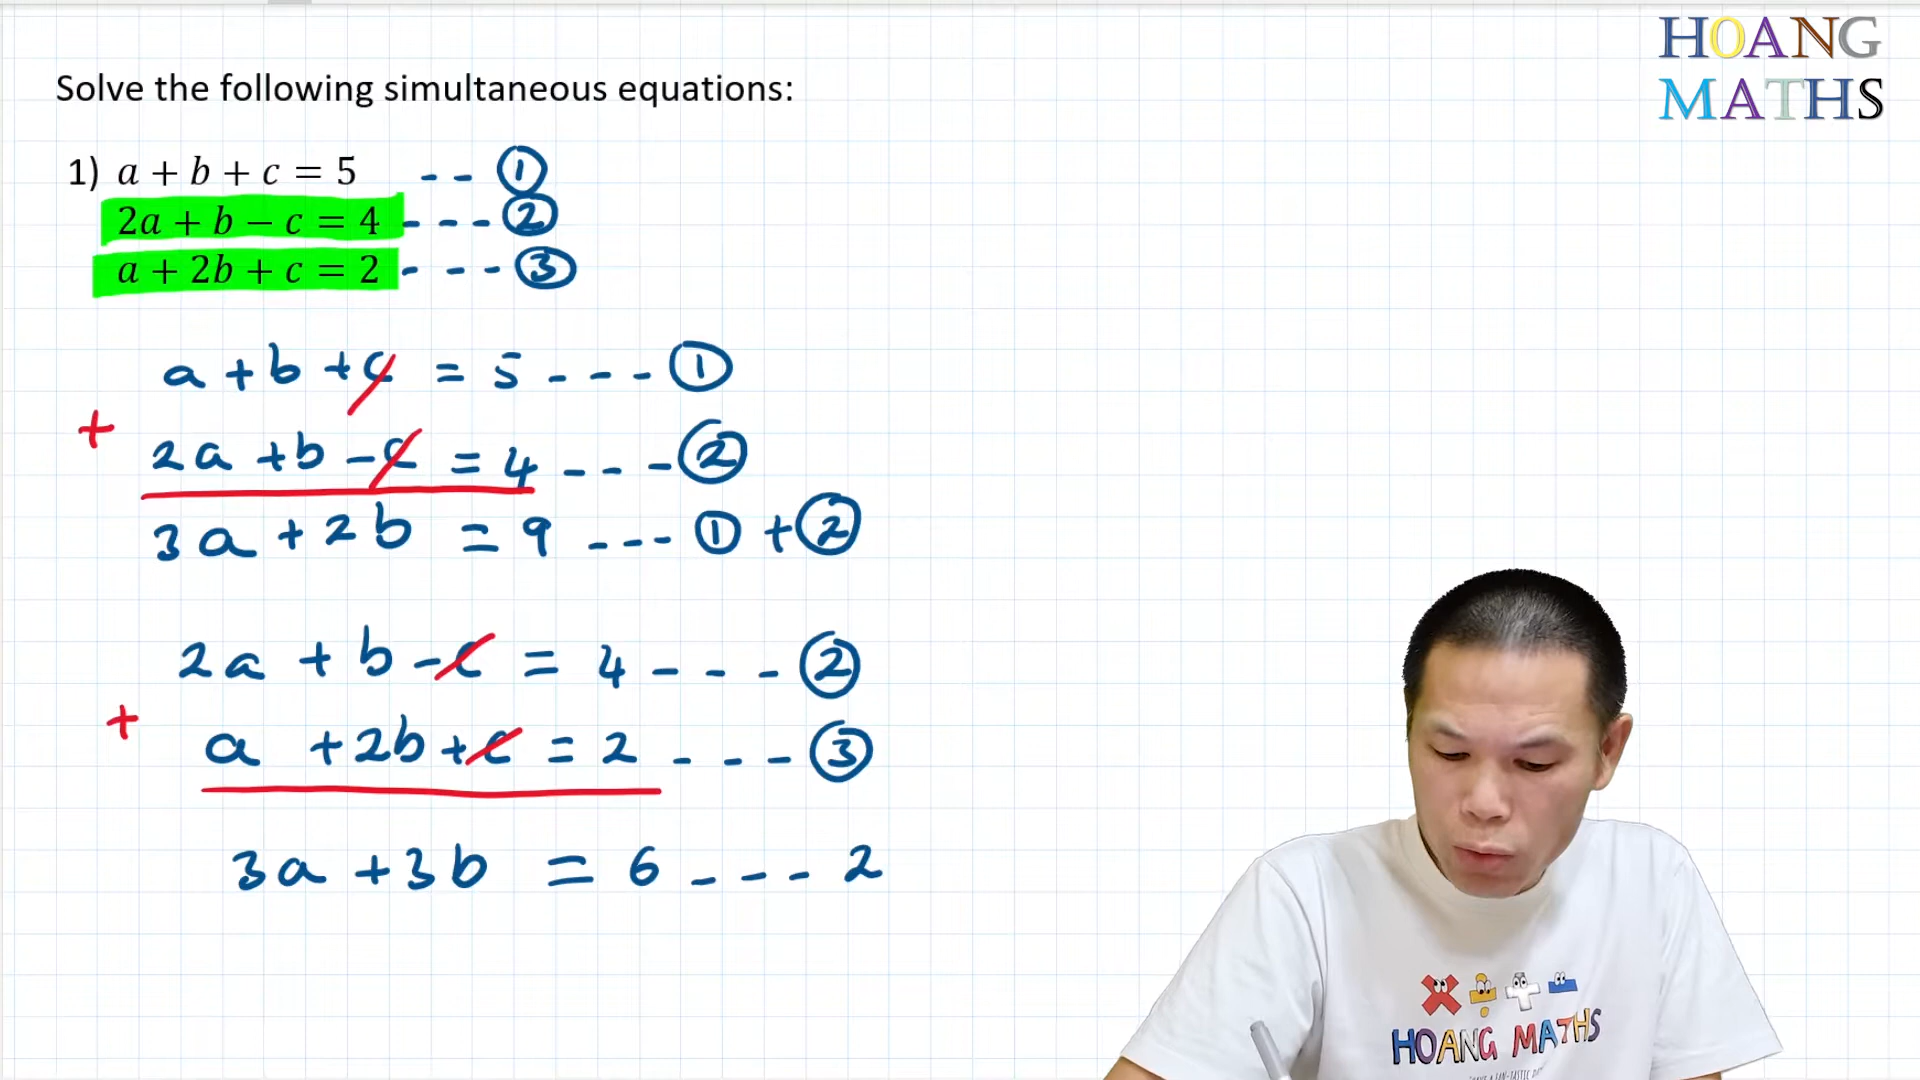 HOANG
MATHS
Solve the following simultaneous equations:
1) a + b + c = 5 -- ①
2a + b − c = 4 --- ②
a + 2b + c = 2 --- ③
a + b + c = 5 --- ①
+
2a + b - c = 4 --- ②
3a + 2b = 9 --- ① + ②
2a + b - c = 4 --- ②
+
a + 2b + c = 2 --- ③
3a + 3b = 6 --- 2
HOANG MATHS